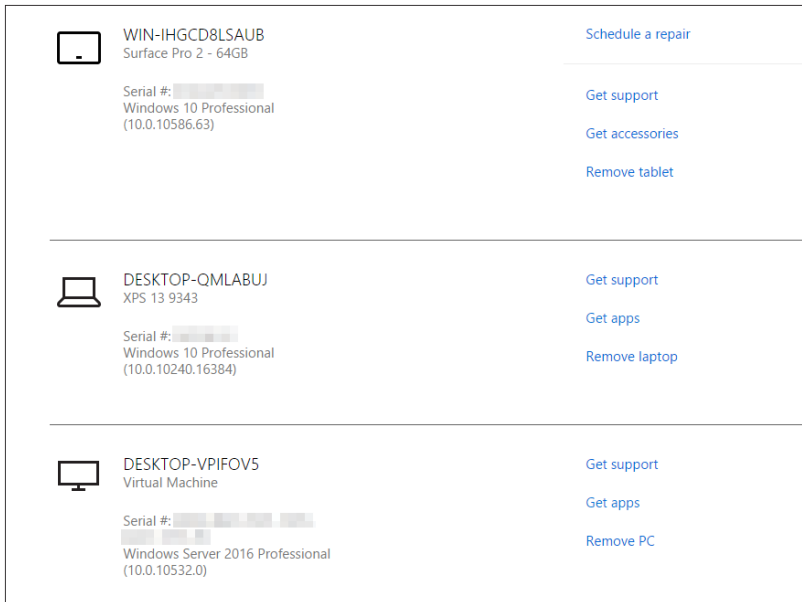 WIN-IHGCD8LSAUB
Surface Pro 2 - 64GB
Serial #:
Windows 10 Professional
(10.0.10586.63)
Schedule a repair
Get support
Get accessories
Remove tablet
DESKTOP-QMLABUJ
XPS 13 9343
Serial #:
Windows 10 Professional
(10.0.10240.16384)
Get support
Get apps
Remove laptop
DESKTOP-VPIFOV5
Virtual Machine
Serial #:
Windows Server 2016 Professional
(10.0.10532.0)
Get support
Get apps
Remove PC